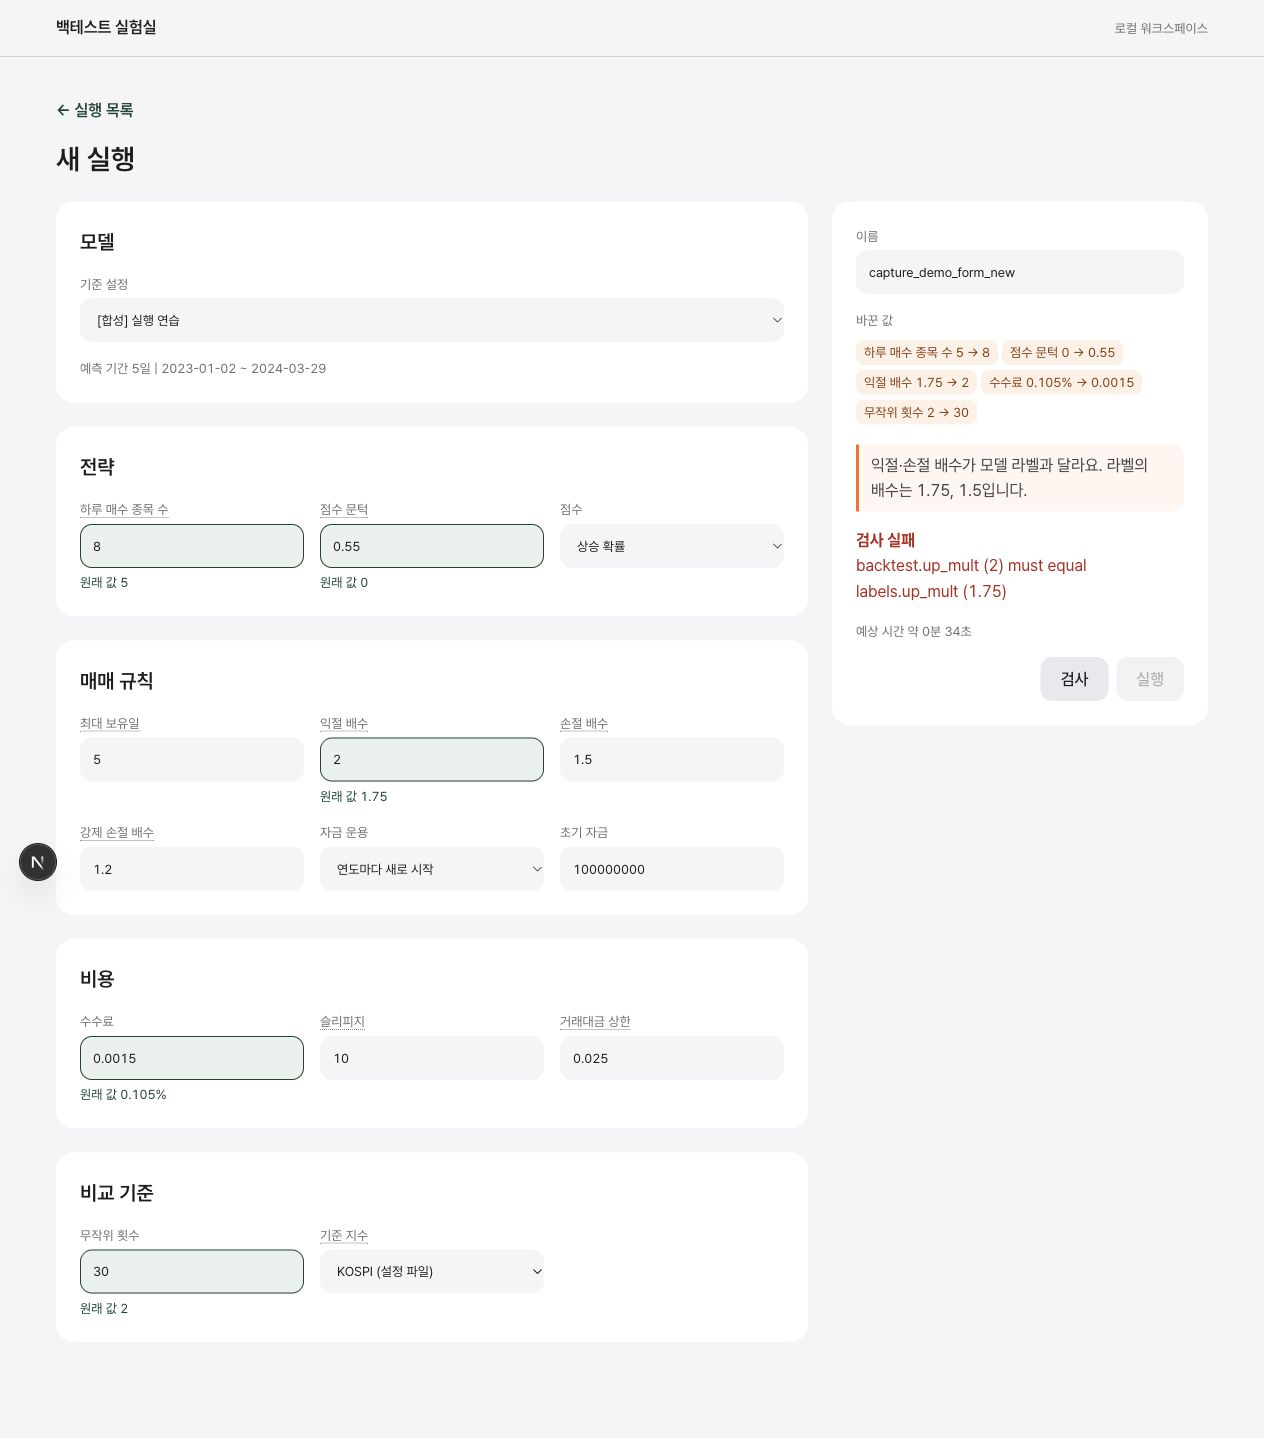 백테스트 실험실
로컬 워크스페이스
← 실행 목록
새 실행
모델
기준 설정
[합성] 실행 연습
예측 기간 5일 | 2023-01-02 ~ 2024-03-29
전략
하루 매수 종목 수
점수 문턱
점수
8
0.55
상승 확률
원래 값 5
원래 값 0
매매 규칙
최대 보유일
익절 배수
손절 배수
5
2
1.5
원래 값 1.75
강제 손절 배수
자금 운용
초기 자금
1.2
연도마다 새로 시작
100000000
비용
수수료
슬리피지
거래대금 상한
0.0015
10
0.025
원래 값 0.105%
비교 기준
무작위 횟수
기준 지수
30
KOSPI (설정 파일)
원래 값 2
이름
capture_demo_form_new
바꾼 값
하루 매수 종목 수 5 → 8
점수 문턱 0 → 0.55
익절 배수 1.75 → 2
수수료 0.105% → 0.0015
무작위 횟수 2 → 30
익절·손절 배수가 모델 라벨과 달라요. 라벨의
배수는 1.75, 1.5입니다.
검사 실패
backtest.up_mult (2) must equal
labels.up_mult (1.75)
예상 시간 약 0분 34초
검사
실행
N